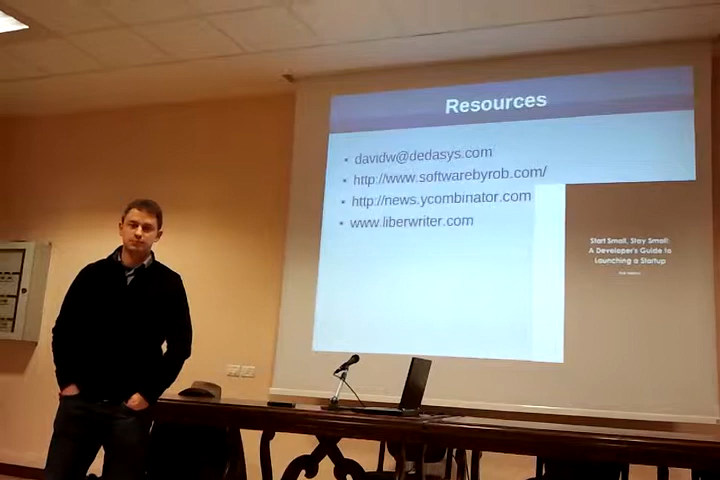 Resources
davidw@dedasys.com
http://www.softwarebyrob.com/
http://news.ycombinator.com
www.liberwriter.com
Start Small, Stay Small:
A Developer's Guide to
Launching a Startup